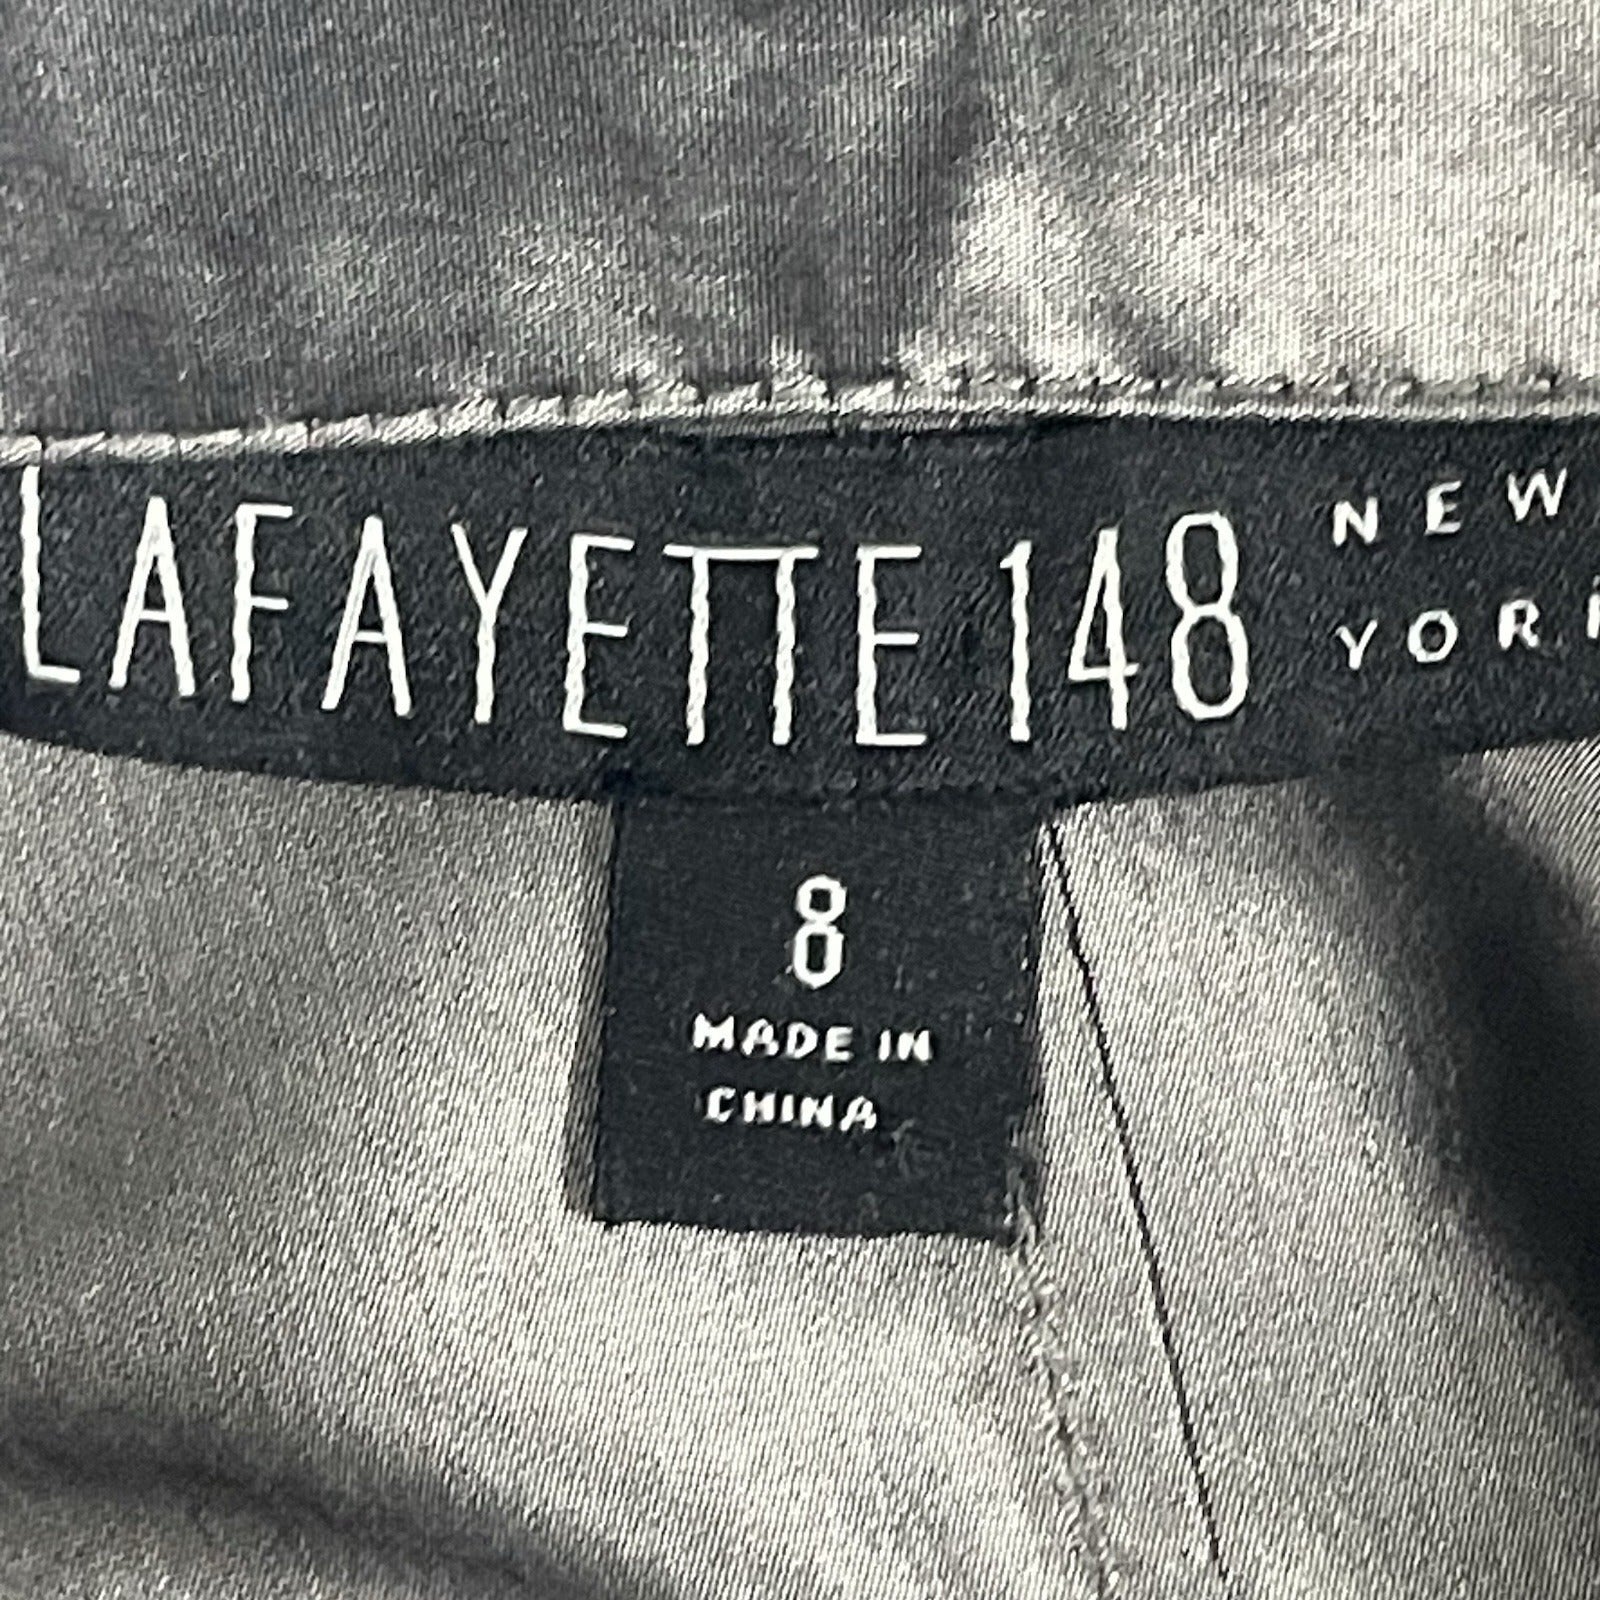 LAFAYETTE 148 NEW YORK
8
MADE IN
CHINA